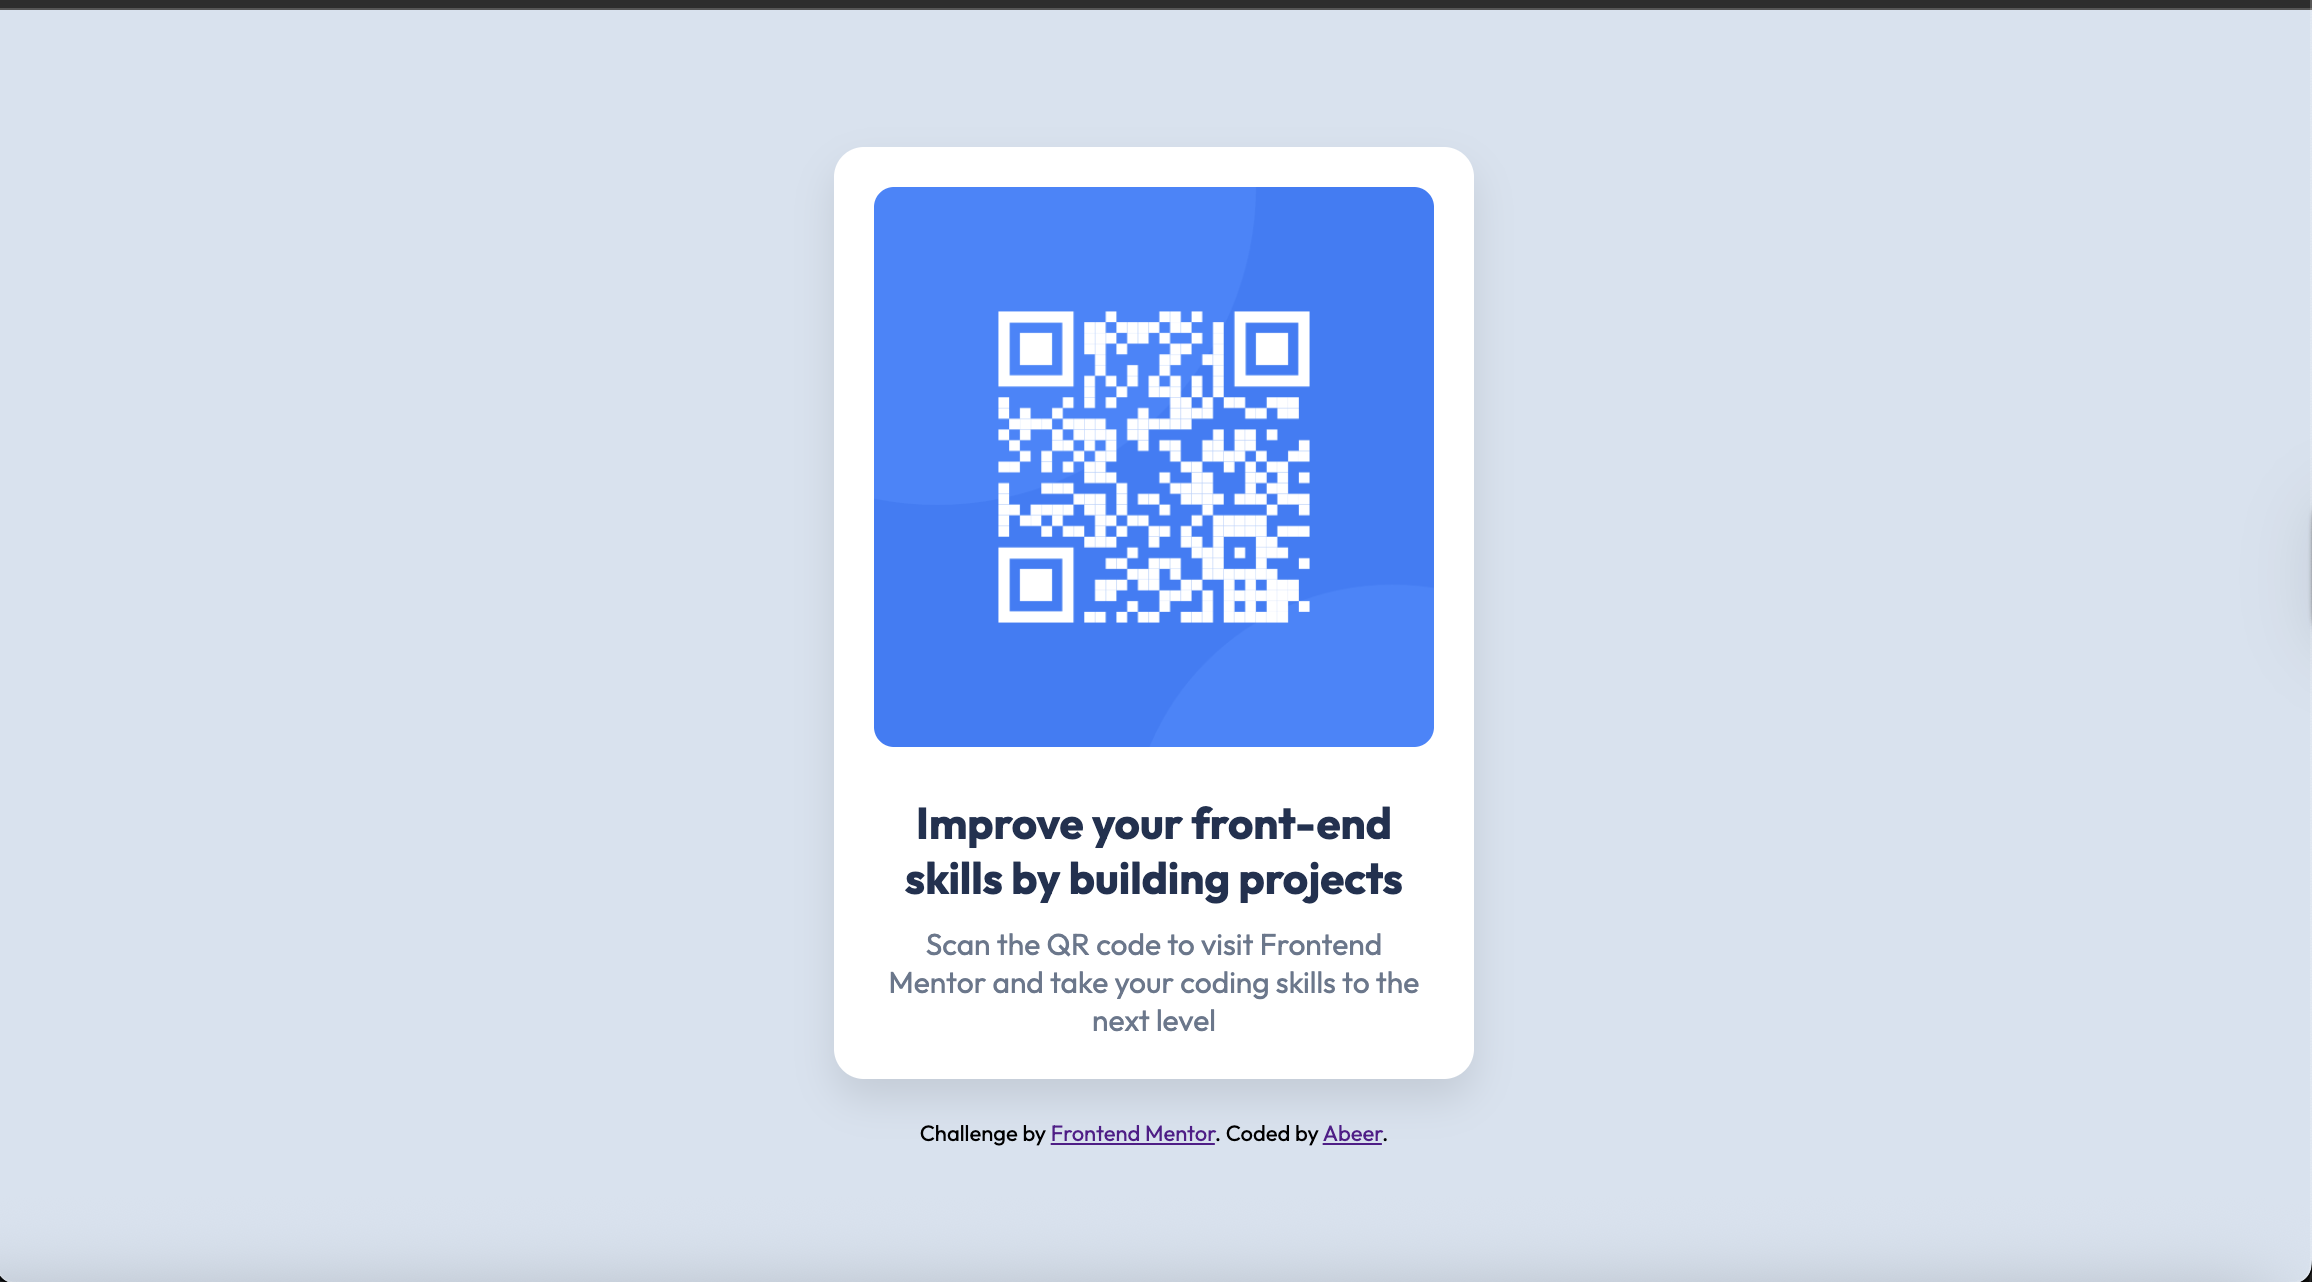 Improve your front-end
skills by building projects
Scan the QR code to visit Frontend
Mentor and take your coding skills to the
next level
Challenge by Frontend Mentor. Coded by Abeer.